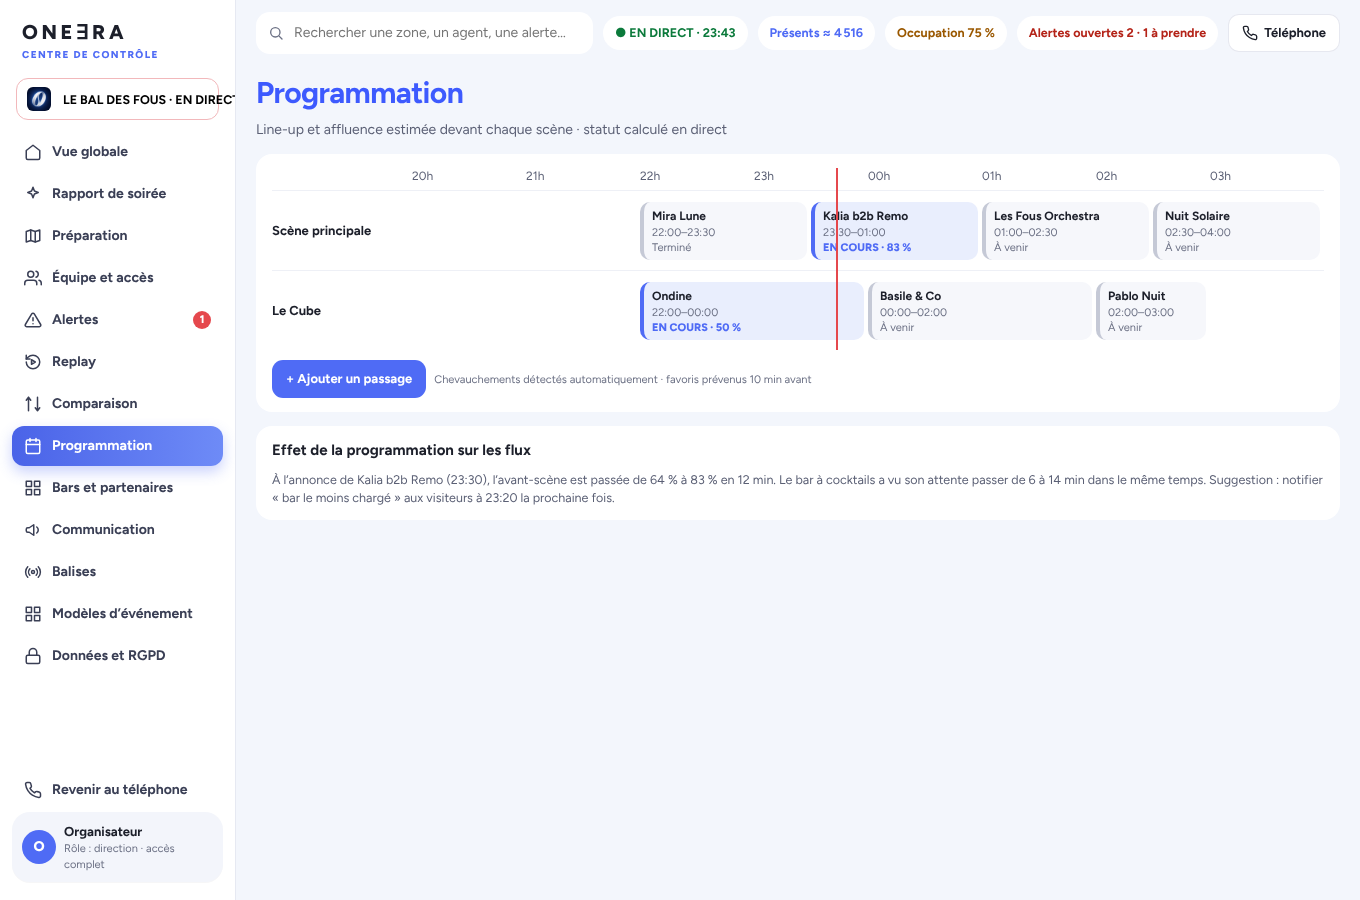 ONEƎRA
CENTRE DE CONTRÔLE
LE BAL DES FOUS · EN DIRECT
Vue globale
Rapport de soirée
Préparation
Équipe et accès
Alertes 1
Replay
Comparaison
Programmation
Bars et partenaires
Communication
Balises
Modèles d’événement
Données et RGPD
Revenir au téléphone
O
Organisateur
Rôle : direction · accès
complet
Rechercher une zone, un agent, une alerte…
EN DIRECT · 23:43
Présents ≈ 4 516
Occupation 75 %
Alertes ouvertes 2 · 1 à prendre
Téléphone
Programmation
Line-up et affluence estimée devant chaque scène · statut calculé en direct
20h 21h 22h 23h 00h 01h 02h 03h
Scène principale
Mira Lune
22:00–23:30
Terminé
Kalia b2b Remo
23:30–01:00
EN COURS · 83 %
Les Fous Orchestra
01:00–02:30
À venir
Nuit Solaire
02:30–04:00
À venir
Le Cube
Ondine
22:00–00:00
EN COURS · 50 %
Basile & Co
00:00–02:00
À venir
Pablo Nuit
02:00–03:00
À venir
+ Ajouter un passage
Chevauchements détectés automatiquement · favoris prévenus 10 min avant
Effet de la programmation sur les flux
À l’annonce de Kalia b2b Remo (23:30), l’avant-scène est passée de 64 % à 83 % en 12 min. Le bar à cocktails a vu son attente passer de 6 à 14 min dans le même temps. Suggestion : notifier
« bar le moins chargé » aux visiteurs à 23:20 la prochaine fois.